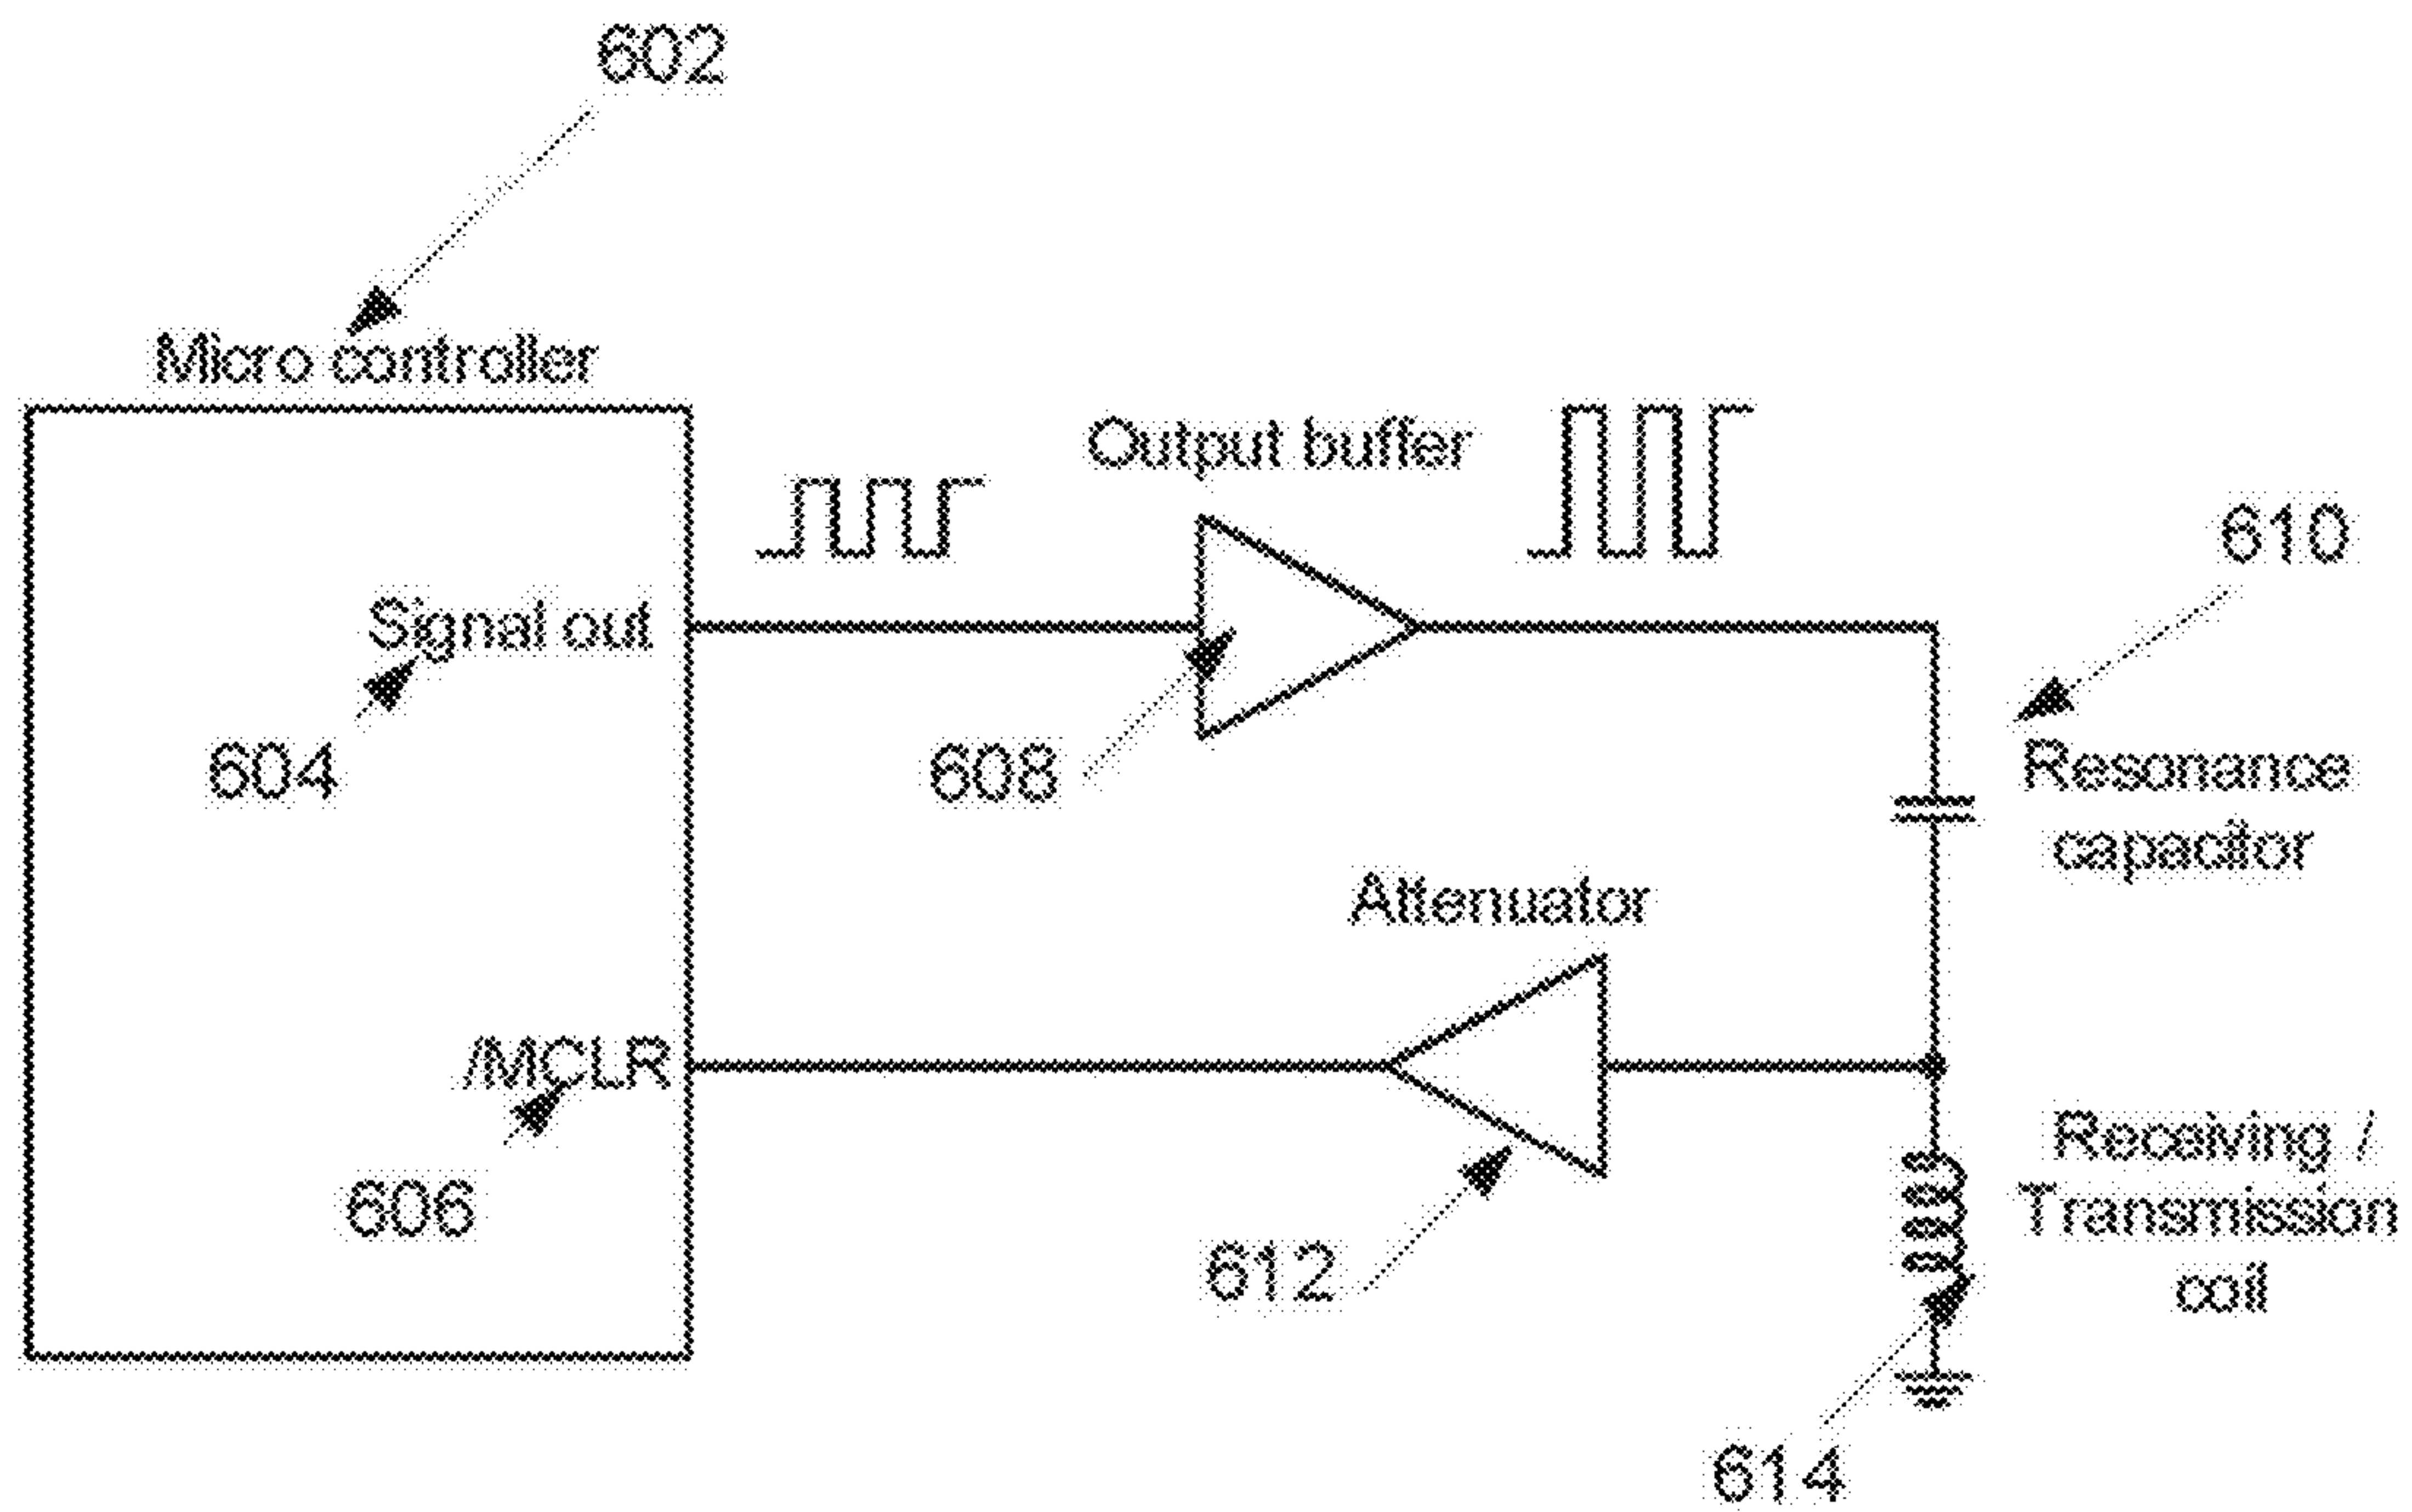 602
Micro controller
Output buffer
610
Signal out
604
608
Resonance
capacitor
Attenuator
/MCLR
606
612
Receiving /
Transmission
coil
614